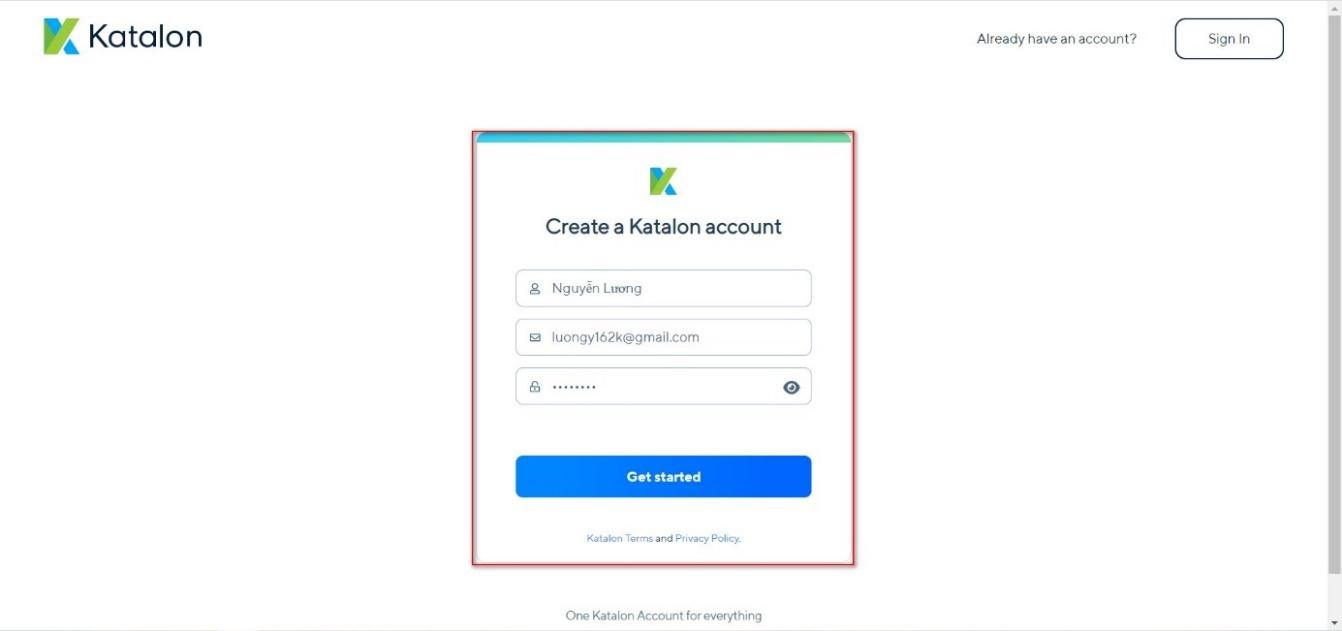 Katalon
Already have an account?
Sign In
Create a Katalon account
Nguyễn Lương
luongy162k@gmail.com
••••••••
Get started
Katalon Terms and Privacy Policy.
One Katalon Account for everything